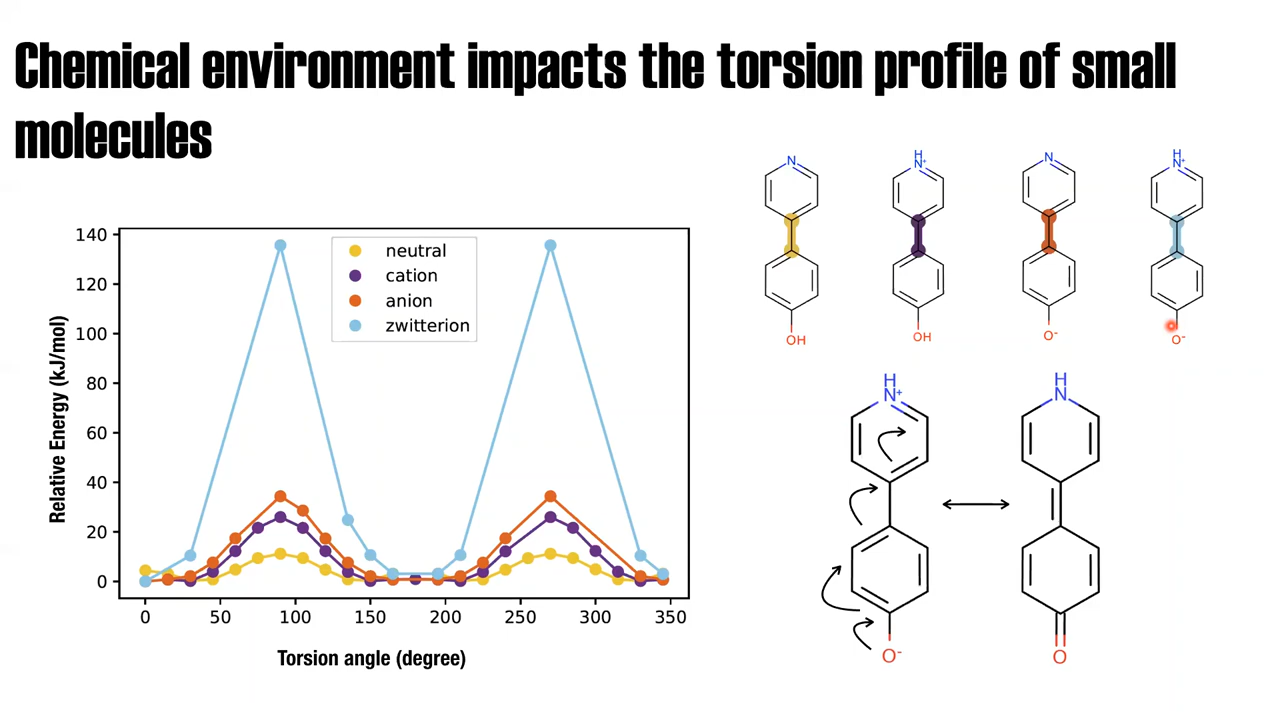 Chemical environment impacts the torsion profile of small
molecules
140
120
100
80
60
40
20
0
Relative Energy (kJ/mol)
neutral
cation
anion
zwitterion
0 50 100 150 200 250 300 350
Torsion angle (degree)
N
OH
H
N+
OH
N
O-
H
N+
O-
H
N+
O-
H
N
O